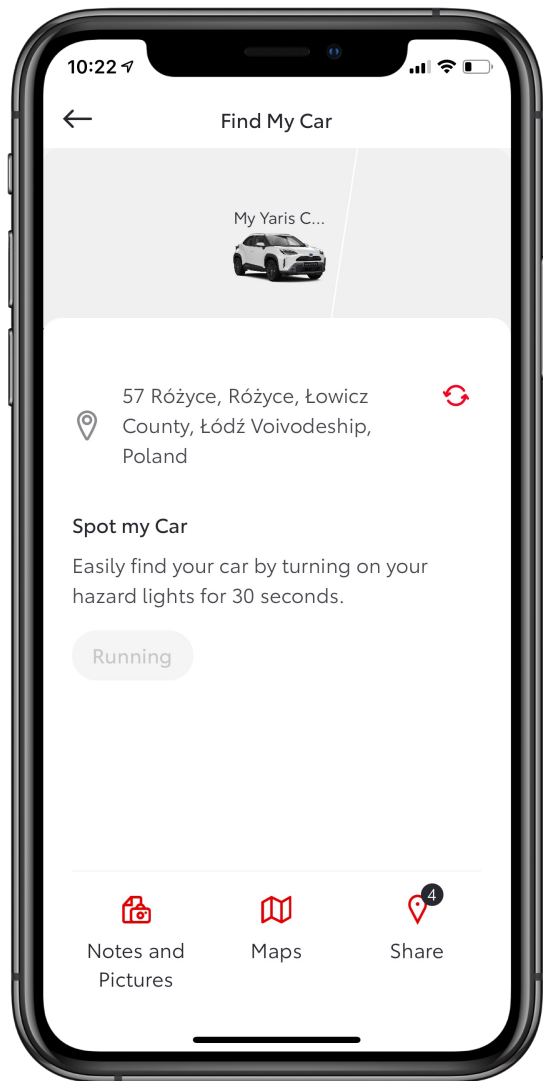 10:22
Find My Car
My Yaris C...
57 Różyce, Różyce, Łowicz
County, Łódź Voivodeship,
Poland
Spot my Car
Easily find your car by turning on your
hazard lights for 30 seconds.
Running
4
Notes and
Pictures
Maps
Share